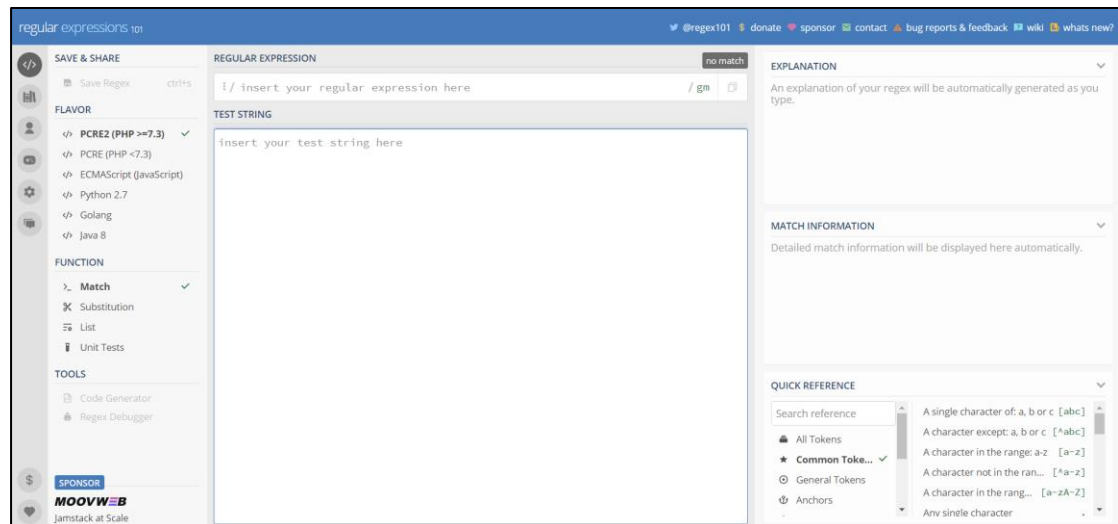 regular expressions 101
@regex101 $ donate sponsor contact bug reports & feedback wiki whats new?
SAVE & SHARE
Save Regex ctrl+s
FLAVOR
</> PCRE2 (PHP >=7.3)
</> PCRE (PHP <7.3)
</> ECMAScript (JavaScript)
</> Python 2.7
</> Golang
</> Java 8
FUNCTION
>_ Match
Substitution
List
Unit Tests
TOOLS
Code Generator
Regex Debugger
SPONSOR
MOOVWEB
Jamstack at Scale
REGULAR EXPRESSION
no match
/ insert your regular expression here / gm
TEST STRING
insert your test string here
EXPLANATION
An explanation of your regex will be automatically generated as you
type.
MATCH INFORMATION
Detailed match information will be displayed here automatically.
QUICK REFERENCE
Search reference
All Tokens
Common Toke...
General Tokens
Anchors
A single character of: a, b or c [abc]
A character except: a, b or c [^abc]
A character in the range: a-z [a-z]
A character not in the ran... [^a-z]
A character in the rang... [a-zA-Z]
Any single character .